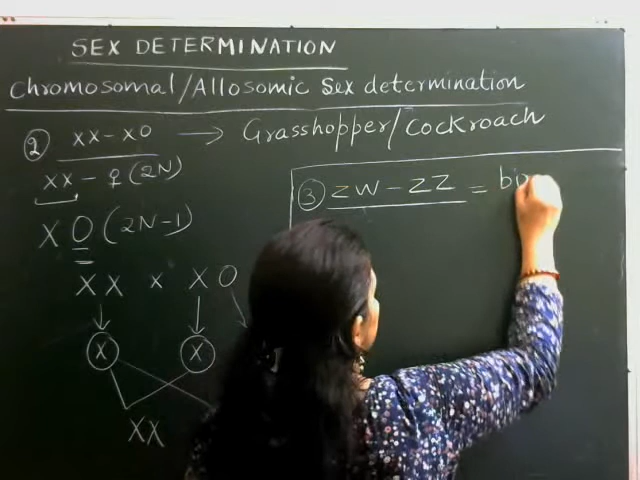 SEX DETERMINATION
Chromosomal/Allosomic Sex determination
② XX-XO → Grasshopper/Cockroach
XX - ♀ (2N)
XO (2N-1)
③ ZW - ZZ = bi
XX × XO
X X
XX